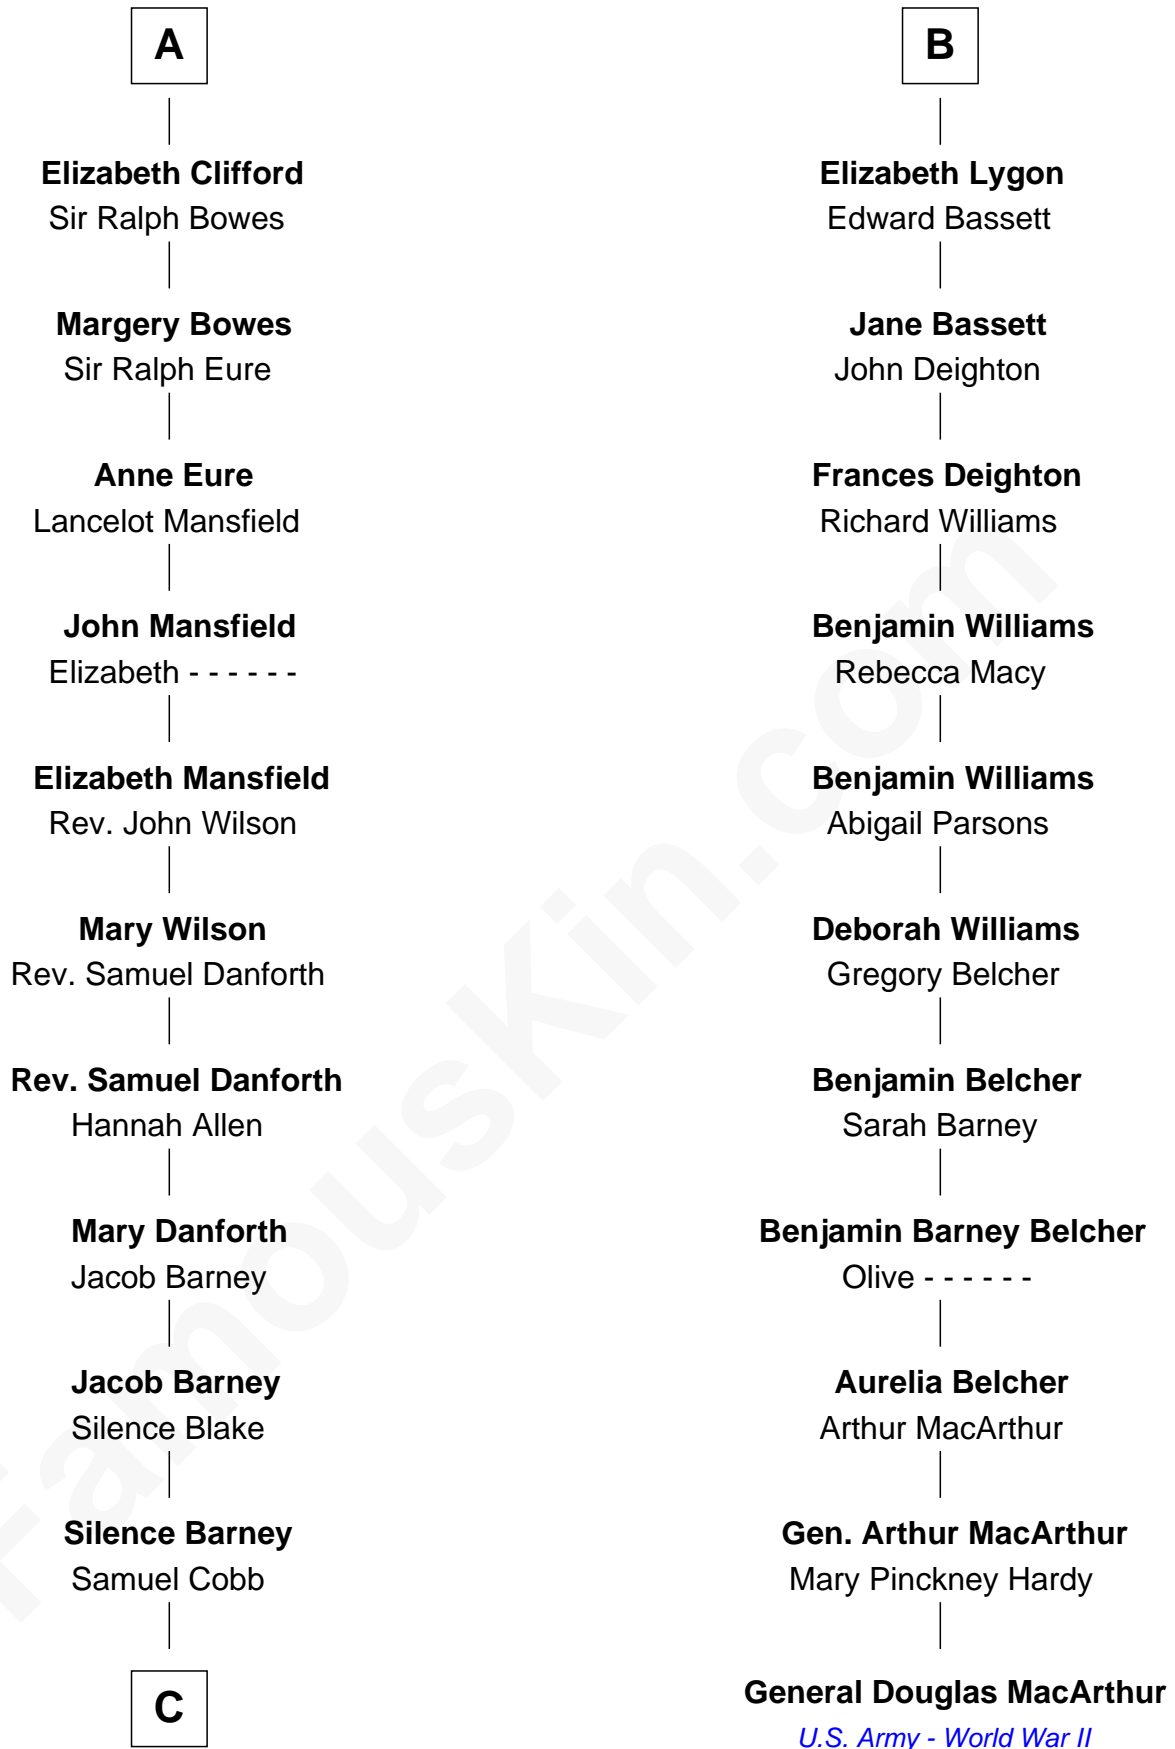 A
Elizabeth Clifford
Sir Ralph Bowes
Margery Bowes
Sir Ralph Eure
Anne Eure
Lancelot Mansfield
John Mansfield
Elizabeth - - - - - -
Elizabeth Mansfield
Rev. John Wilson
Mary Wilson
Rev. Samuel Danforth
Rev. Samuel Danforth
Hannah Allen
Mary Danforth
Jacob Barney
Jacob Barney
Silence Blake
Silence Barney
Samuel Cobb
C
B
Elizabeth Lygon
Edward Bassett
Jane Bassett
John Deighton
Frances Deighton
Richard Williams
Benjamin Williams
Rebecca Macy
Benjamin Williams
Abigail Parsons
Deborah Williams
Gregory Belcher
Benjamin Belcher
Sarah Barney
Benjamin Barney Belcher
Olive - - - - - -
Aurelia Belcher
Arthur MacArthur
Gen. Arthur MacArthur
Mary Pinckney Hardy
General Douglas MacArthur
U.S. Army - World War II
FamousKin.com